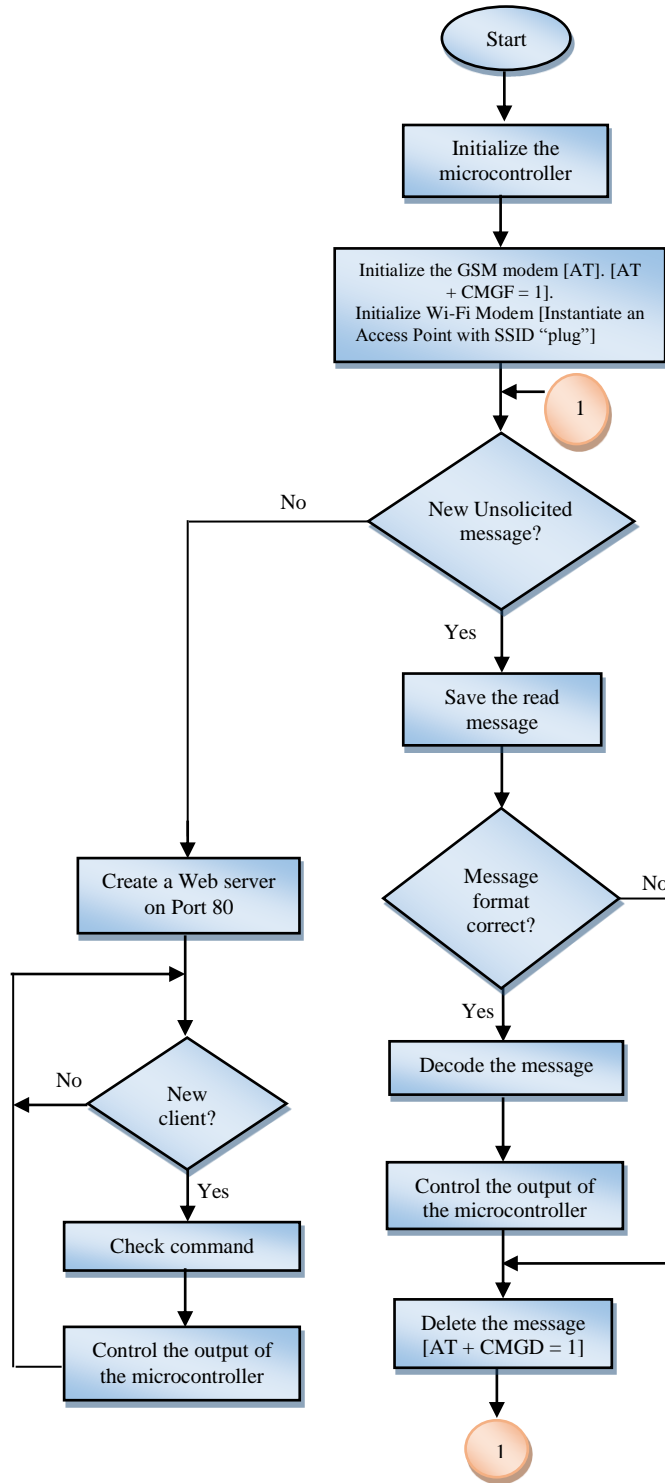 Start
Initialize the
microcontroller
Initialize the GSM modem [AT]. [AT
+ CMGF = 1].
Initialize Wi-Fi Modem [Instantiate an
Access Point with SSID “plug”]
1
New Unsolicited
message?
No
Yes
Save the read
message
Message
format
correct?
No
Yes
Decode the message
Control the output of
the microcontroller
Delete the message
[AT + CMGD = 1]
1
Create a Web server
on Port 80
New
client?
No
Yes
Check command
Control the output of
the microcontroller